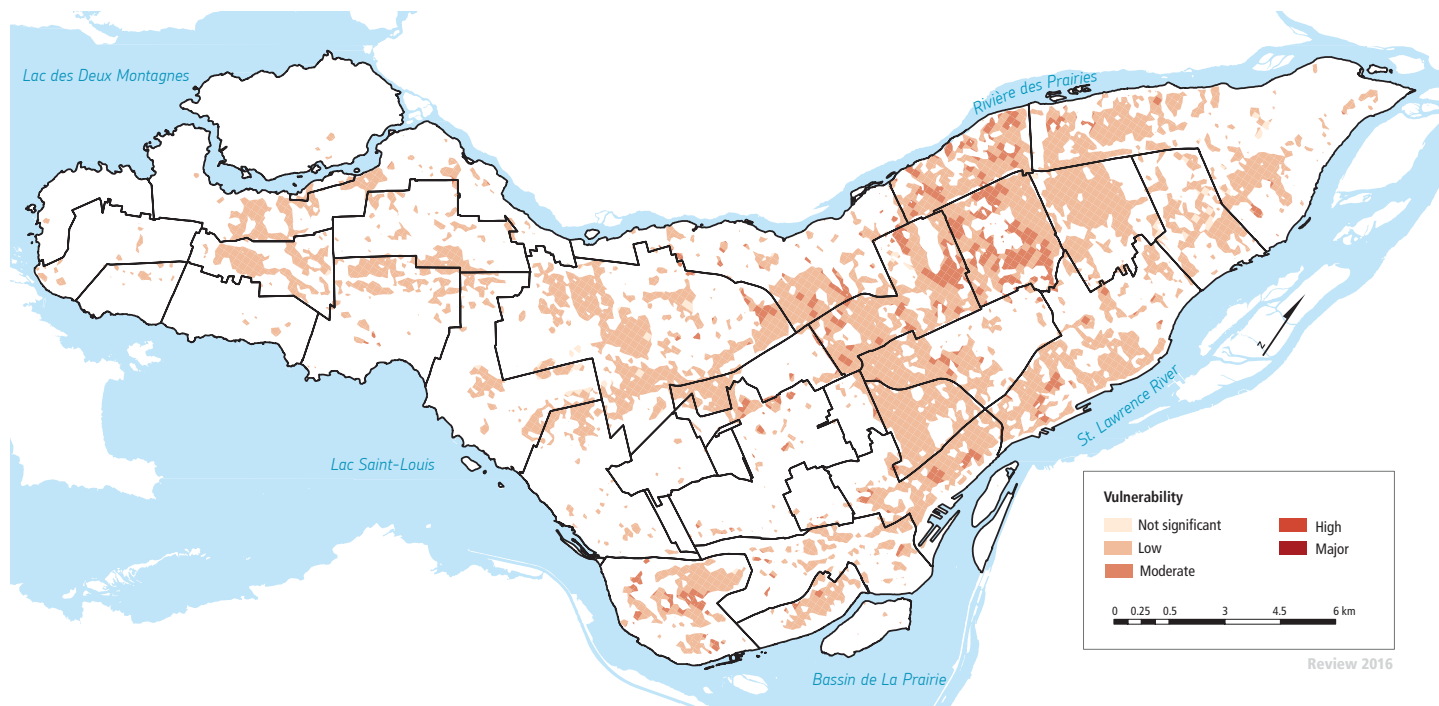 Lac des Deux Montagnes
Rivière des Prairies
N
St. Lawrence River
Lac Saint-Louis
Bassin de La Prairie
Vulnerability
Not significant
Low
Moderate
High
Major
0 0.25 0.5 3 4.5 6 km
Review 2016